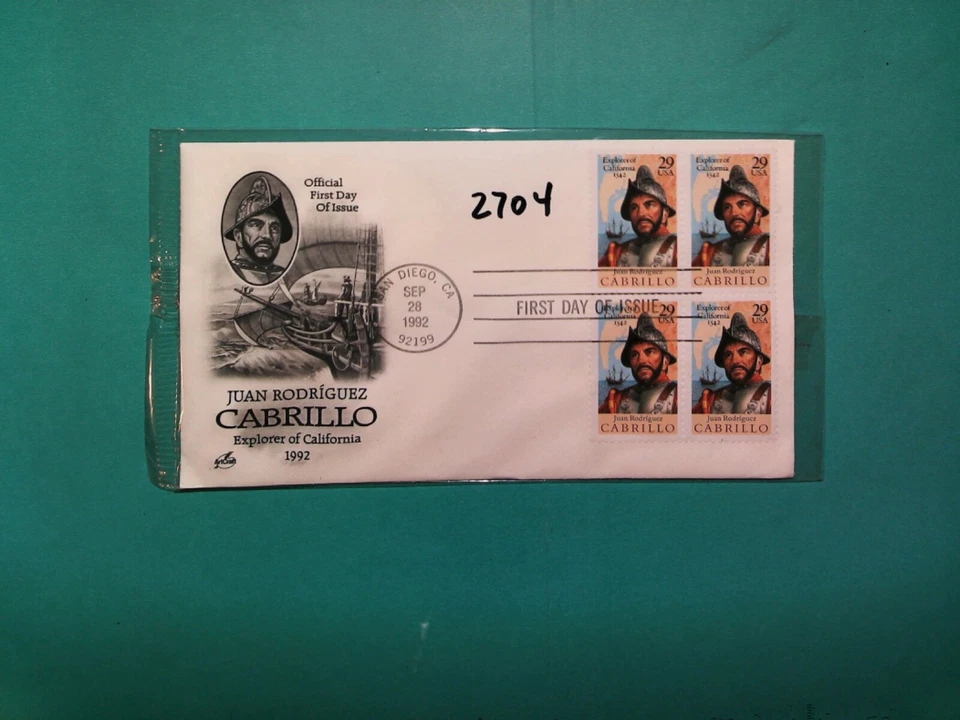 Official
First Day
Of Issue
JUAN RODRÍGUEZ
CABRILLO
Explorer of California
1992
ArtCraft
SAN DIEGO, CA
SEP
28
1992
92199
2704
FIRST DAY OF ISSUE
Explorer of
California
1542
29
USA
Juan Rodríguez
CABRILLO
Explorer of
California
1542
29
USA
Juan Rodríguez
CABRILLO
Explorer of
California
1542
29
USA
Juan Rodríguez
CABRILLO
Explorer of
California
1542
29
USA
Juan Rodríguez
CABRILLO